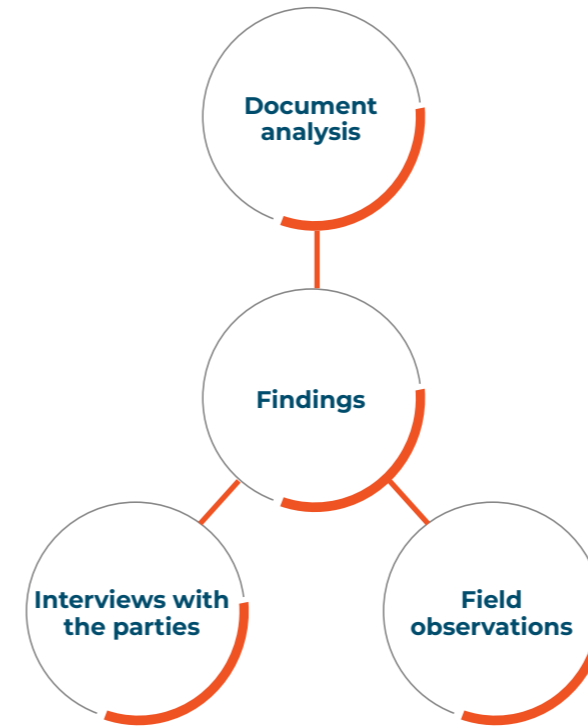 Document
analysis
Findings
Interviews with
the parties
Field
observations